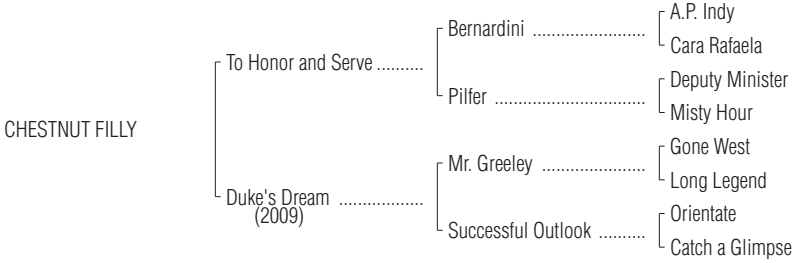 A.P. Indy
Bernardini ........................
Cara Rafaela
To Honor and Serve ..........
Deputy Minister
Pilfer ................................
Misty Hour
CHESTNUT FILLY
Gone West
Mr. Greeley ......................
Long Legend
Duke's Dream ..................
(2009)
Orientate
Successful Outlook ..........
Catch a Glimpse